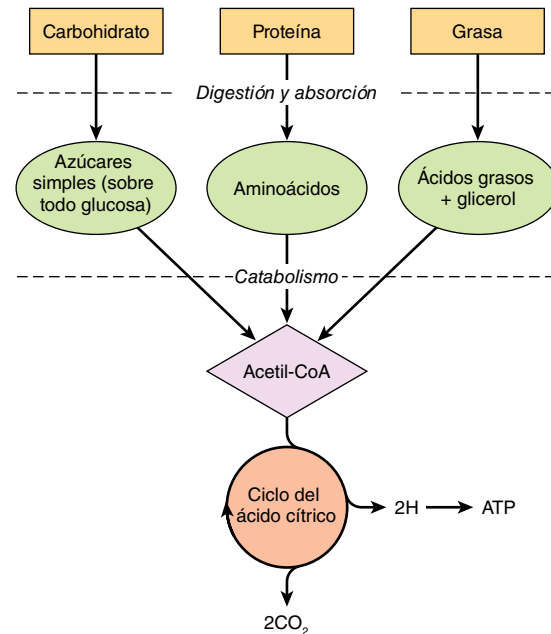 Carbohidrato
Proteína
Grasa
Digestión y absorción
Azúcares
simples (sobre
todo glucosa)
Aminoácidos
Ácidos grasos
+ glicerol
Catabolismo
Acetil-CoA
Ciclo del
ácido cítrico
2H
ATP
2CO₂